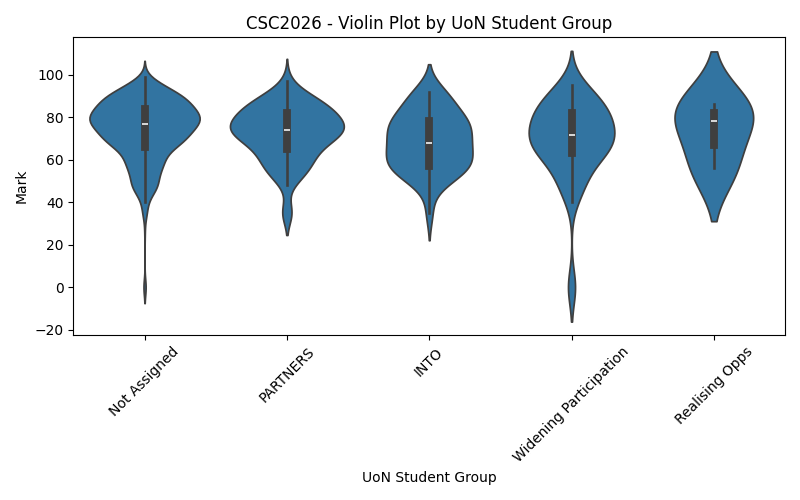 CSC2026 - Violin Plot by UoN Student Group
Mark
100
80
60
40
20
0
−20
Not Assigned
PARTNERS
INTO
Widening Participation
Realising Opps
UoN Student Group